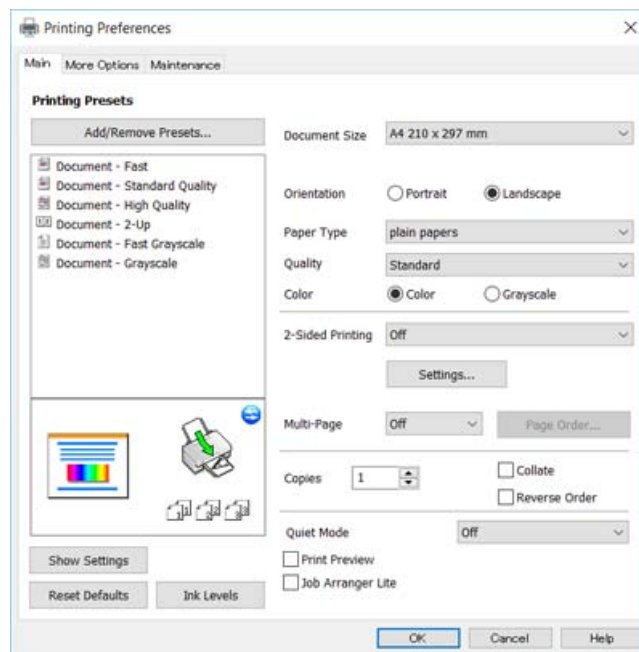 Printing Preferences
Main More Options Maintenance
Printing Presets
Add/Remove Presets...
Document - Fast
Document - Standard Quality
Document - High Quality
Document - 2-Up
Document - Fast Grayscale
Document - Grayscale
Show Settings
Reset Defaults Ink Levels
Document Size A4 210 x 297 mm
Orientation Portrait Landscape
Paper Type plain papers
Quality Standard
Color Color Grayscale
2-Sided Printing Off
Settings...
Multi-Page Off Page Order...
Copies 1 Collate
Reverse Order
Quiet Mode Off
Print Preview
Job Arranger Lite
OK Cancel Help